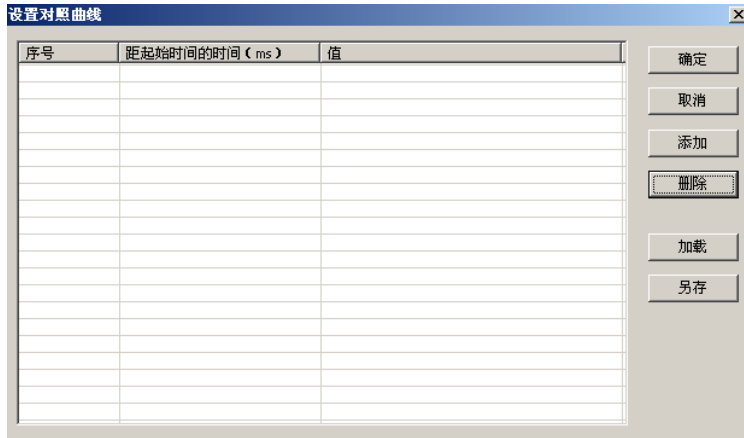 设置对照曲线
序号 距起始时间的时间(ms) 值
确定
取消
添加
删除
加载
另存